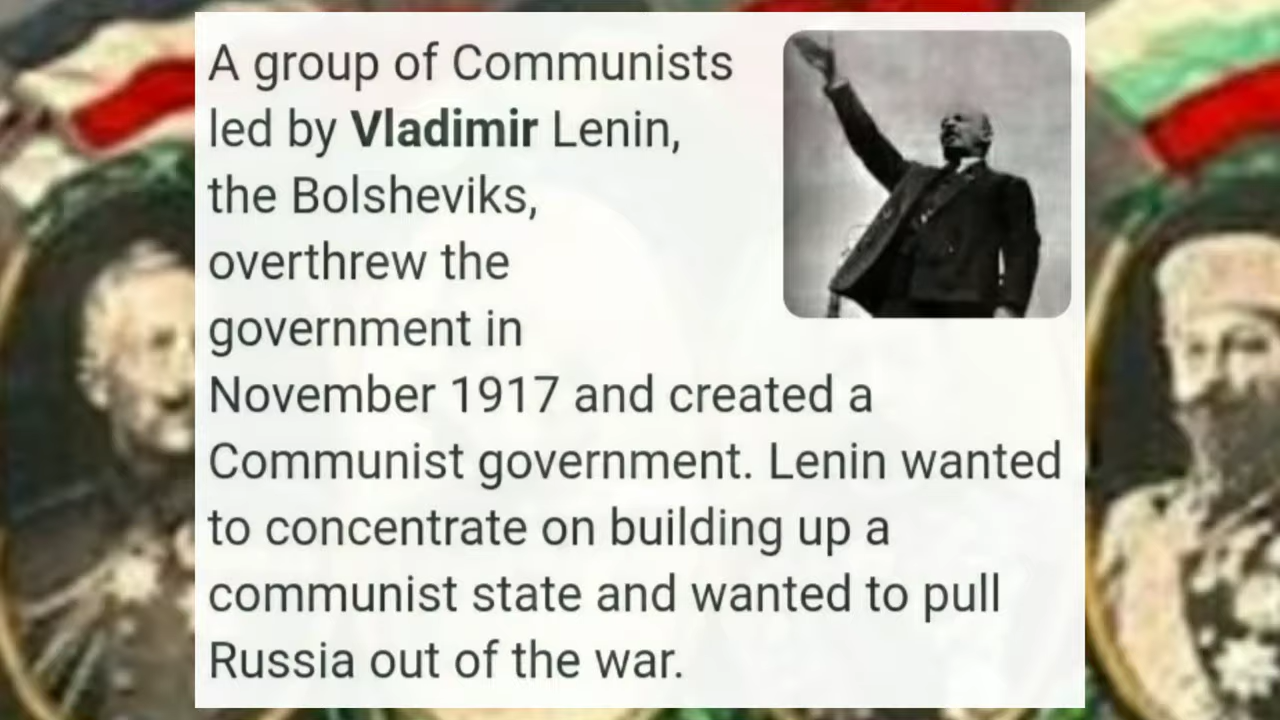 A group of Communists
led by Vladimir Lenin,
the Bolsheviks,
overthrew the
government in
November 1917 and created a
Communist government. Lenin wanted
to concentrate on building up a
communist state and wanted to pull
Russia out of the war.